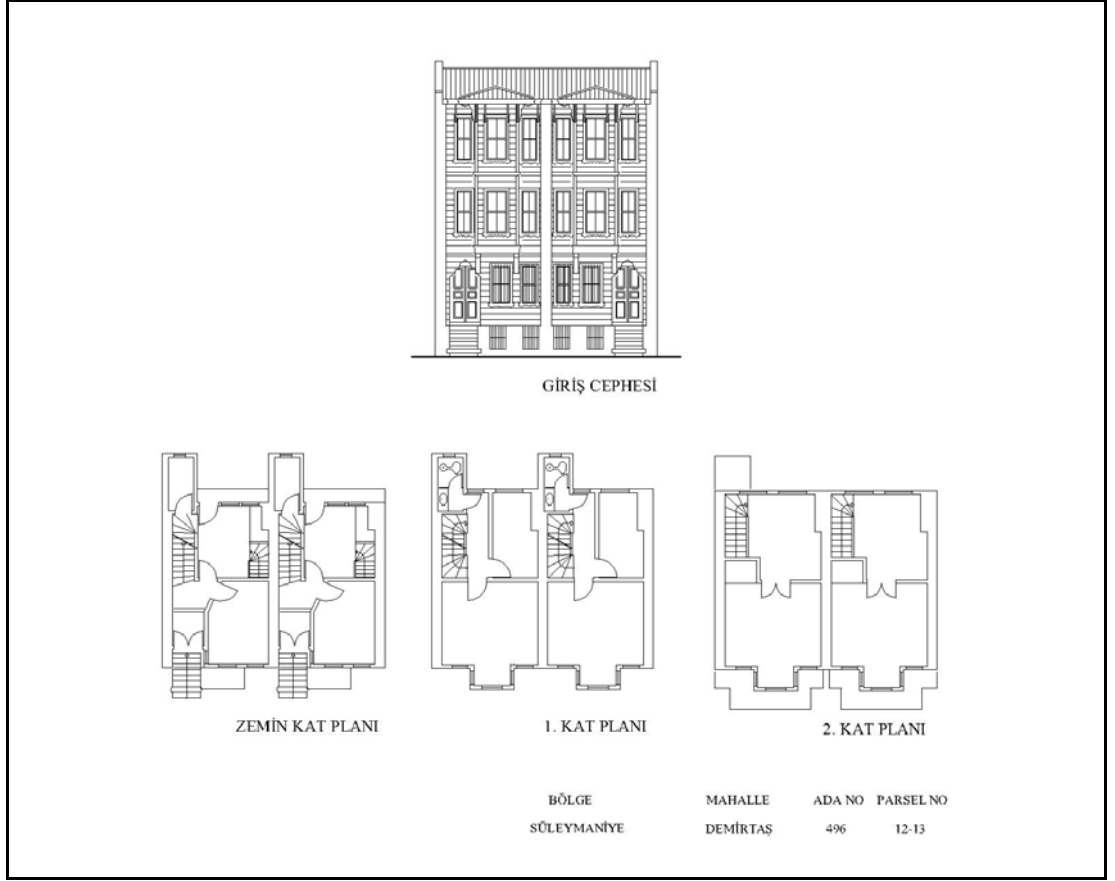 GİRİŞ CEPHESİ
ZEMİN KAT PLANI
1. KAT PLANI
2. KAT PLANI
BÖLGE MAHALLE ADA NO PARSEL NO
SÜLEYMANİYE DEMİRTAŞ 496 12-13